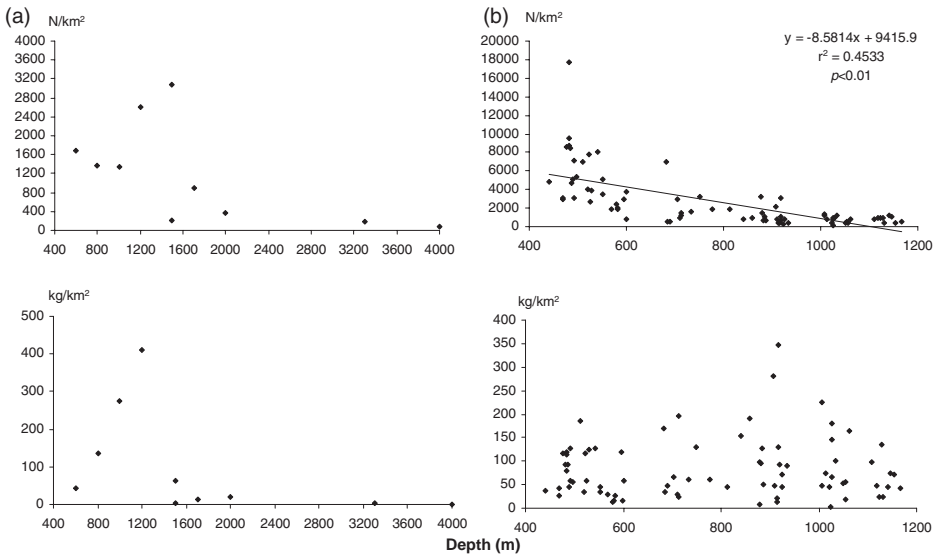 (a)
N/km²
4000
3600
3200
2800
2400
2000
1600
1200
800
400
0
400 800 1200 1600 2000 2400 2800 3200 3600 4000
(b)
N/km²
y = -8.5814x + 9415.9
r² = 0.4533
p<0.01
20000
18000
16000
14000
12000
10000
8000
6000
4000
2000
0
400 600 800 1000 1200
kg/km²
500
400
300
200
100
0
400 800 1200 1600 2000 2400 2800 3200 3600 4000
kg/km²
400
350
300
250
200
150
100
50
0
400 600 800 1000 1200
Depth (m)